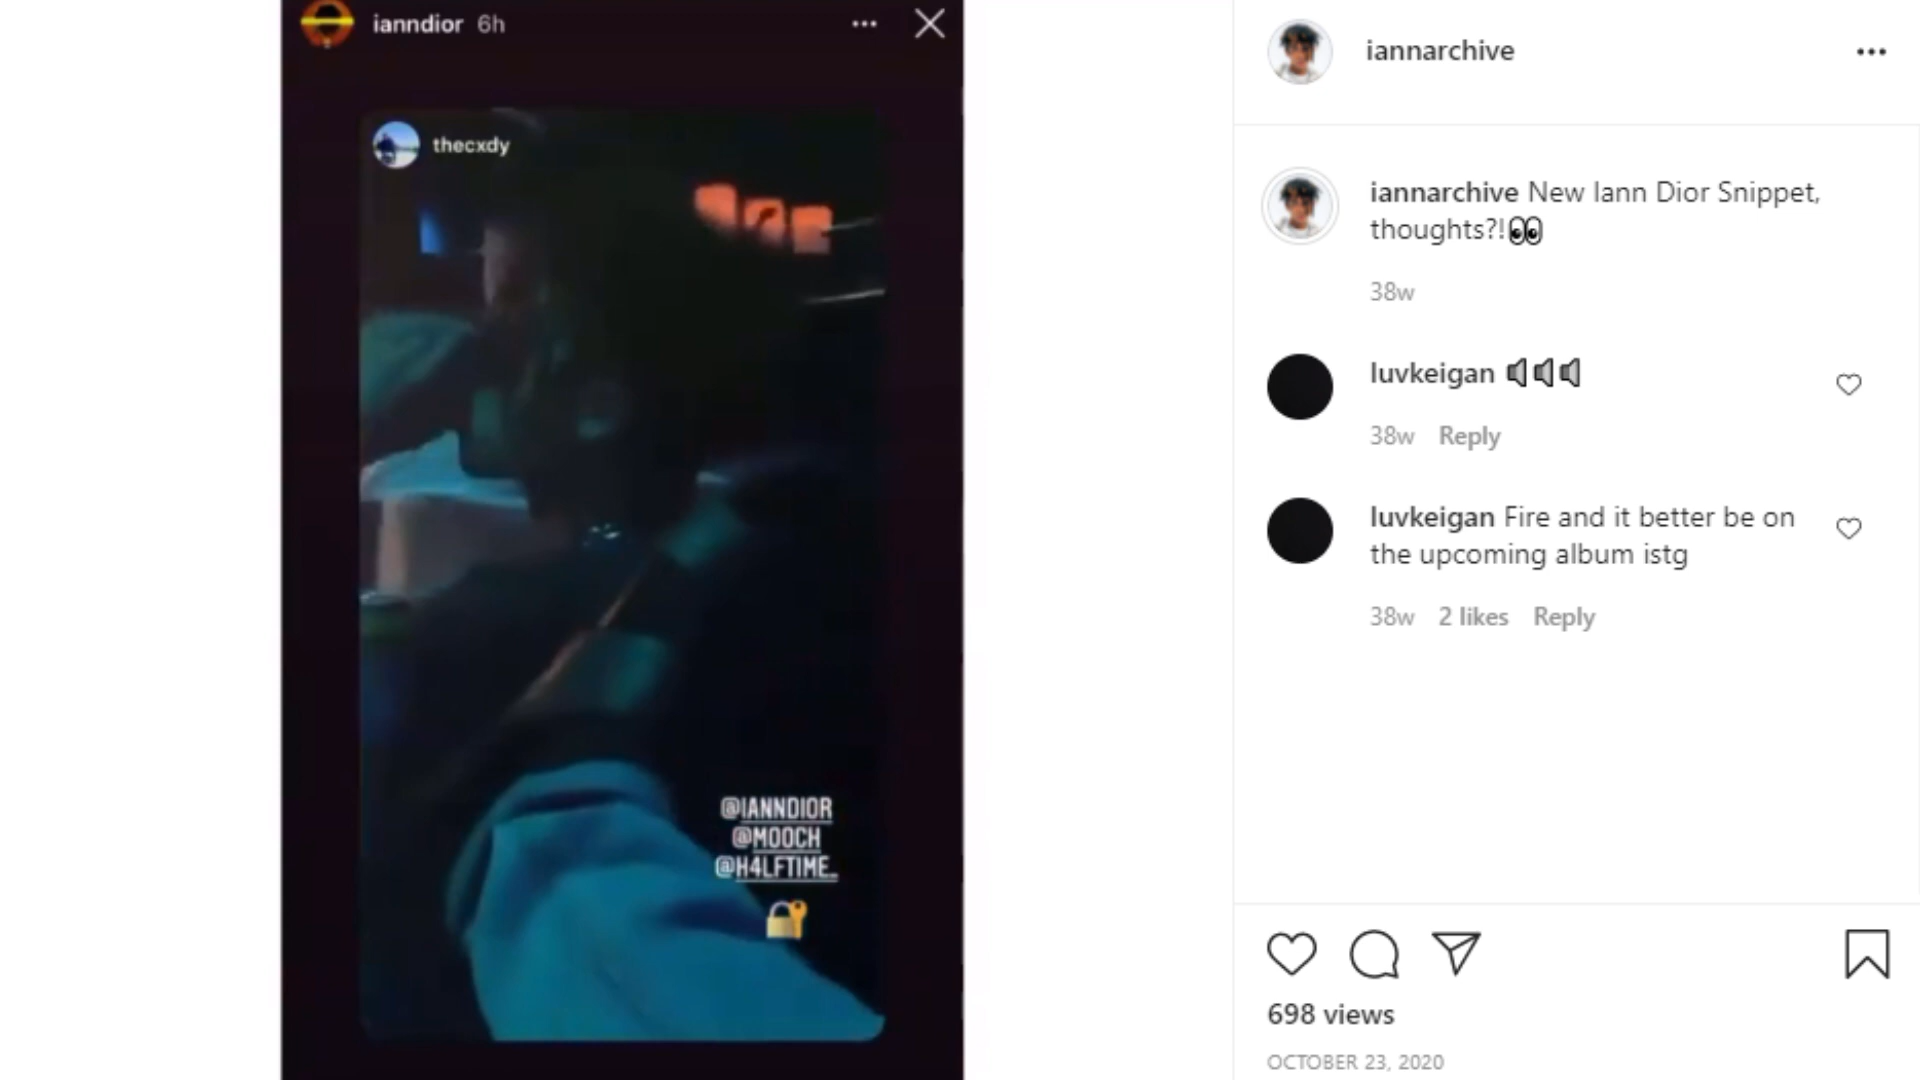 ianndior 6h
thecxdy
@IANNDIOR
@MOOCH
@H4LFTIME_
iannarchive
iannarchive New Iann Dior Snippet,
thoughts?!👀
38w
luvkeigan 🔈🔈🔈
38w Reply
luvkeigan Fire and it better be on
the upcoming album istg
38w 2 likes Reply
698 views
OCTOBER 23, 2020